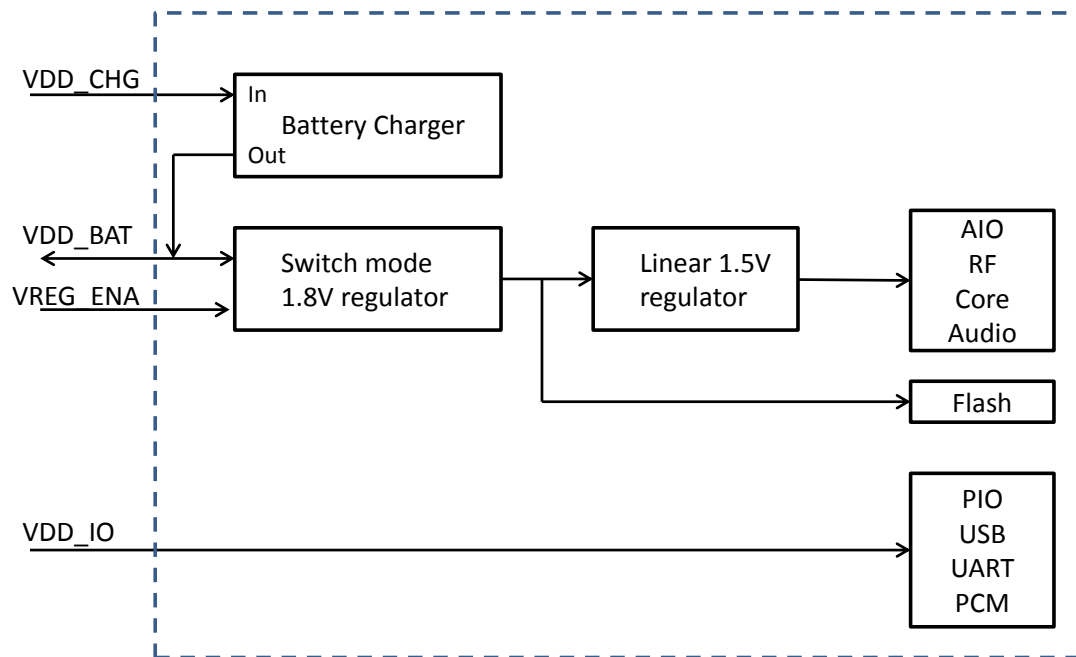 VDD_CHG
In
Battery Charger
Out
VDD_BAT
VREG_ENA
Switch mode
1.8V regulator
Linear 1.5V
regulator
AIO
RF
Core
Audio
Flash
VDD_IO
PIO
USB
UART
PCM